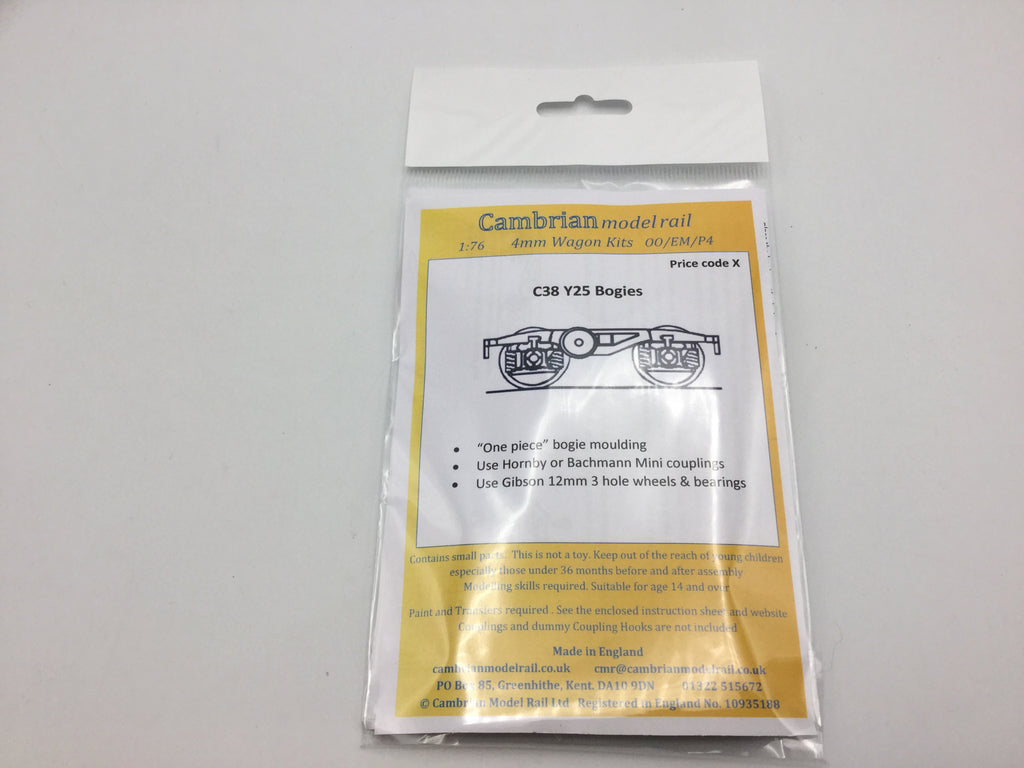 Cambrian model rail
1:76 4mm Wagon Kits OO/EM/P4
Price code X
C38 Y25 Bogies
• “One piece” bogie moulding
• Use Hornby or Bachmann Mini couplings
• Use Gibson 12mm 3 hole wheels & bearings
Contains small parts. This is not a toy. Keep out of the reach of young children
especially those under 36 months before and after assembly
Modelling skills required. Suitable for age 14 and over
Paint and Transfers required . See the enclosed instruction sheet and website
Couplings and dummy Coupling Hooks are not included
Made in England
cambrianmodelrail.co.uk cmr@cambrianmodelrail.co.uk
PO Box 85, Greenhithe, Kent. DA10 9DN 01322 515672
© Cambrian Model Rail Ltd Registered in England No. 10935188